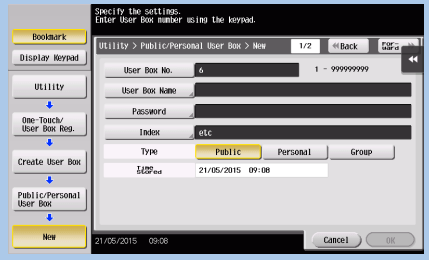 Specify the settings.
Enter User Box number using the keypad.
Bookmark
Display Keypad
Utility
One-Touch/
User Box Reg.
Create User Box
Public/Personal
User Box
New
Utility > Public/Personal User Box > New
1/2
Back
For-
ward
User Box No.
6
1 - 999999999
User Box Name
Password
Index
etc
Type
Public
Personal
Group
Time
Stored
21/05/2015 09:08
21/05/2015 09:08
Cancel
OK